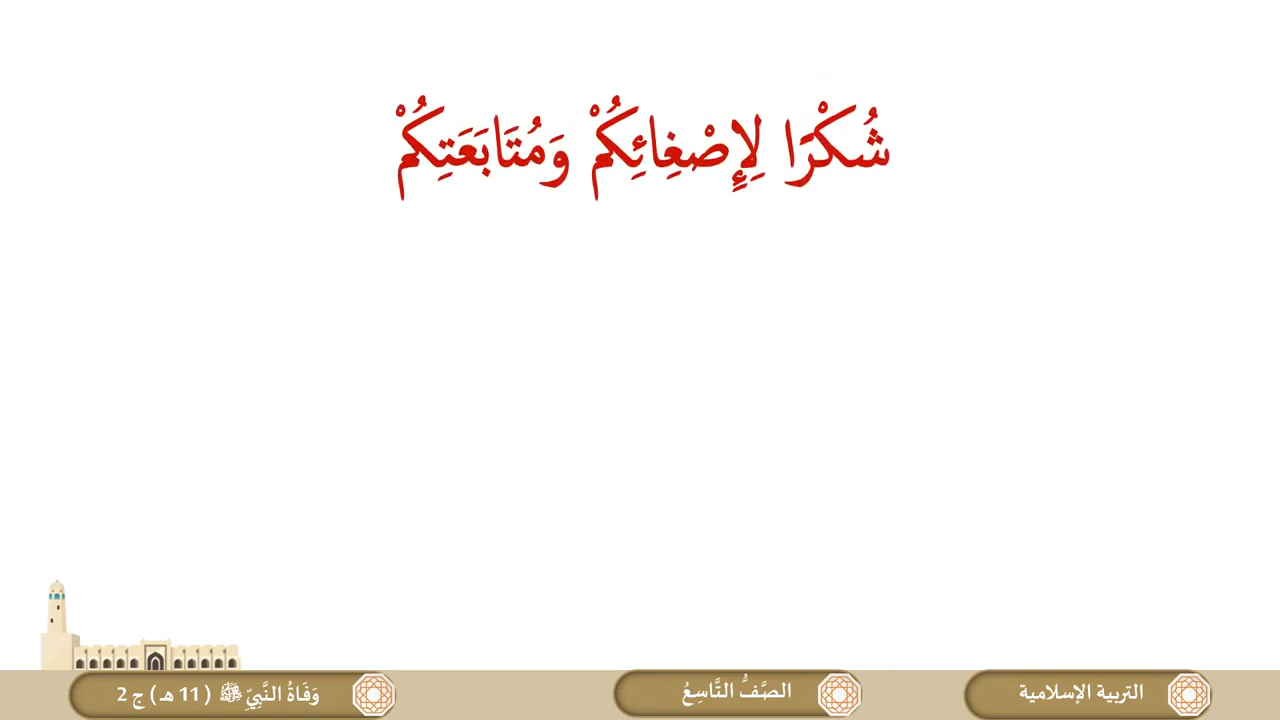 شُكْرًا لِإِصْغَائِكُمْ وَمُتَابَعَتِكُمْ
التربية الإسلامية
الصَّفُّ التَّاسِعُ
وَفَاةُ النَّبِيِّ ﷺ ( 11 هـ ) ج 2